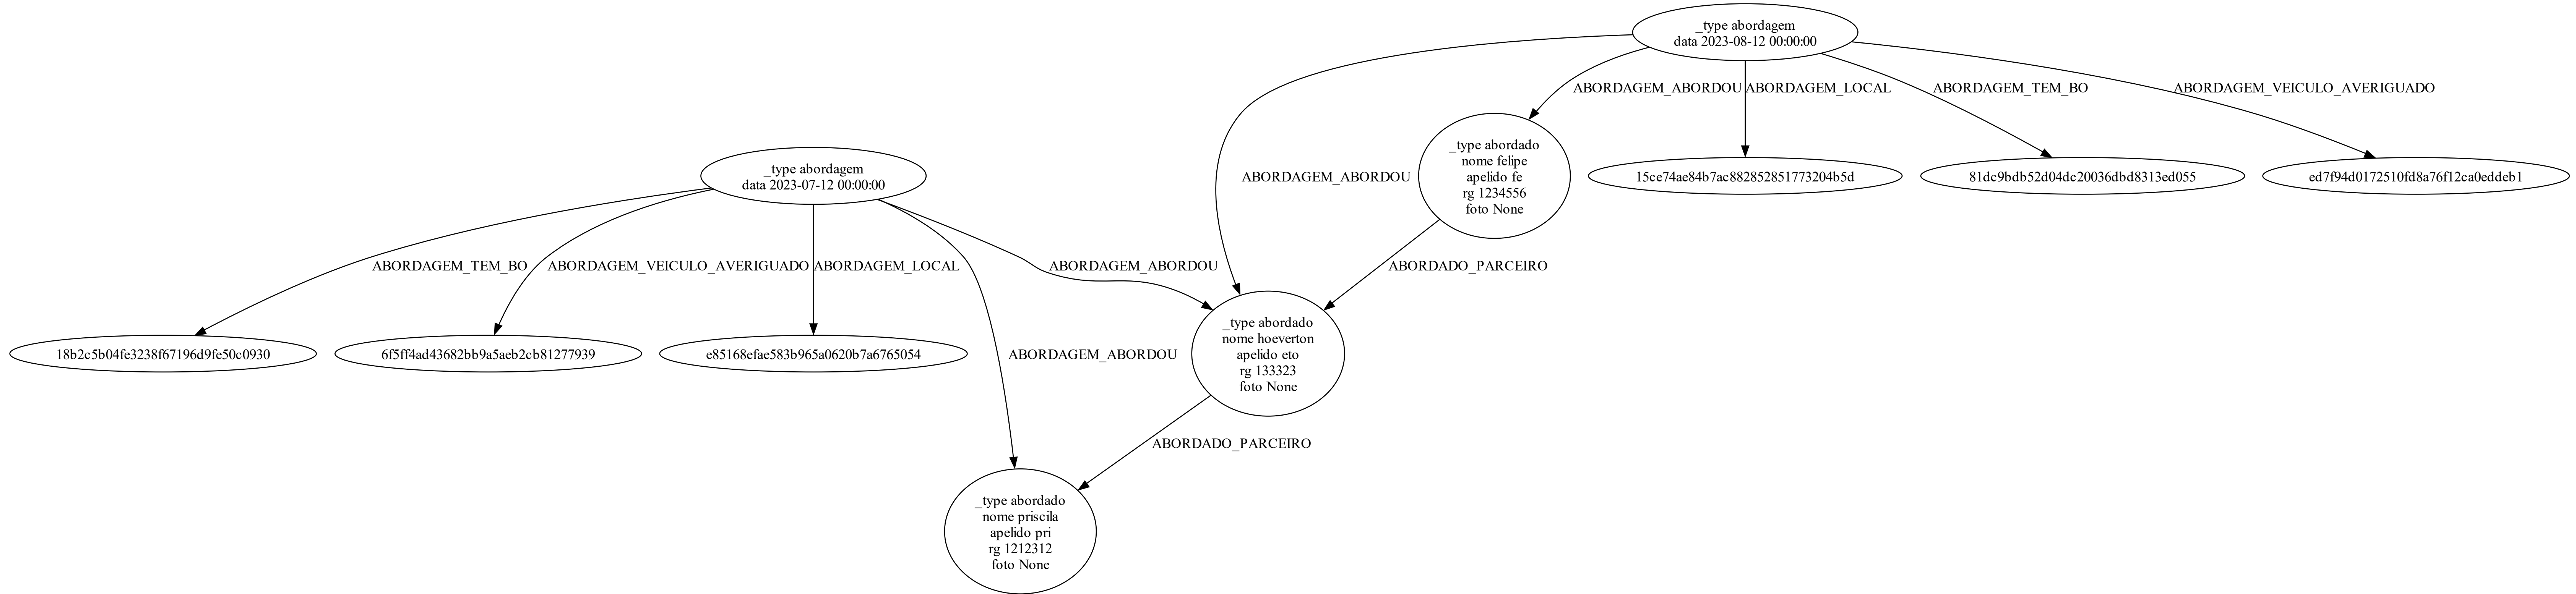 _type abordagem
data 2023-08-12 00:00:00
ABORDAGEM_ABORDOU
ABORDAGEM_LOCAL
ABORDAGEM_TEM_BO
ABORDAGEM_VEICULO_AVERIGUADO
_type abordagem
data 2023-07-12 00:00:00
ABORDAGEM_ABORDOU
_type abordado
nome felipe
apelido fe
rg 1234556
foto None
15ce74ae84b7ac882852851773204b5d
81dc9bdb52d04dc20036dbd8313ed055
ed7f94d0172510fd8a76f12ca0eddeb1
ABORDAGEM_TEM_BO
ABORDAGEM_VEICULO_AVERIGUADO
ABORDAGEM_LOCAL
ABORDAGEM_ABORDOU
ABORDADO_PARCEIRO
18b2c5b04fe3238f67196d9fe50c0930
6f5ff4ad43682bb9a5aeb2cb81277939
e85168efae583b965a0620b7a6765054
ABORDAGEM_ABORDOU
_type abordado
nome hoeverton
apelido eto
rg 133323
foto None
ABORDADO_PARCEIRO
_type abordado
nome priscila
apelido pri
rg 1212312
foto None